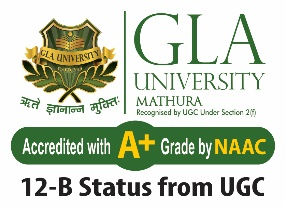 GLA UNIVERSITY
ऋते ज्ञानान्न मुक्तिः
GLA
UNIVERSITY
MATHURA
Recognised by UGC Under Section 2(f)
Accredited with A+ Grade by NAAC
12-B Status from UGC